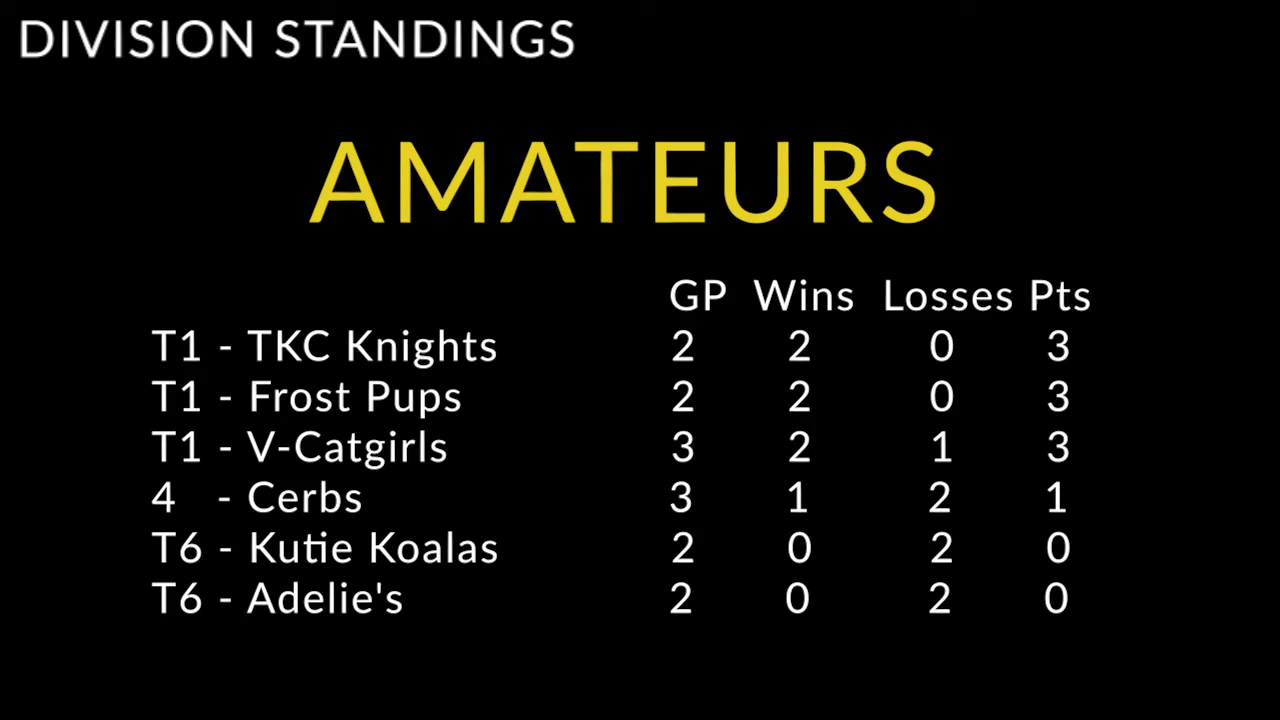 DIVISION STANDINGS
AMATEURS
GP Wins Losses Pts
T1 - TKC Knights 2 2 0 3
T1 - Frost Pups 2 2 0 3
T1 - V-Catgirls 3 2 1 3
4 - Cerbs 3 1 2 1
T6 - Kutie Koalas 2 0 2 0
T6 - Adelie's 2 0 2 0